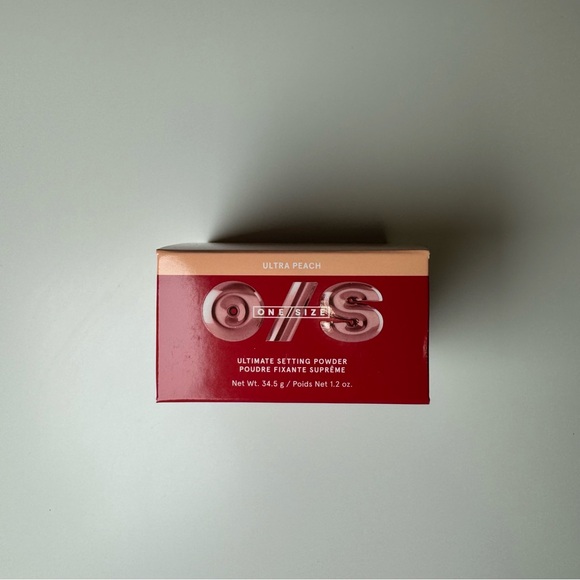 ULTRA PEACH
O/S
ONE/SIZE
ULTIMATE SETTING POWDER
POUDRE FIXANTE SUPRÊME
Net Wt. 34.5 g / Poids Net 1.2 oz.